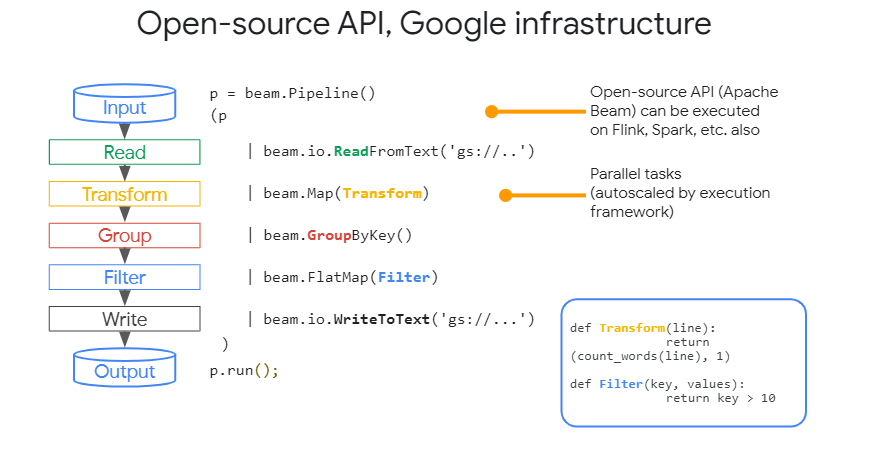 Open-source API, Google infrastructure
Input
Read
Transform
Group
Filter
Write
Output
p = beam.Pipeline()
(p
| beam.io.ReadFromText('gs://..')
| beam.Map(Transform)
| beam.GroupByKey()
| beam.FlatMap(Filter)
| beam.io.WriteToText('gs://...')
)
p.run();
Open-source API (Apache
Beam) can be executed
on Flink, Spark, etc. also
Parallel tasks
(autoscaled by execution
framework)
def Transform(line):
return
(count_words(line), 1)
def Filter(key, values):
return key > 10